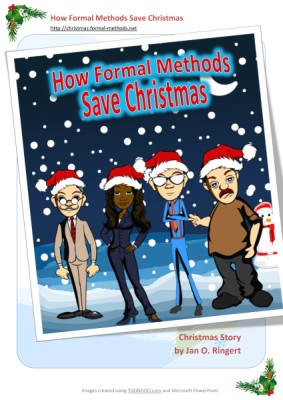 How Formal Methods Save Christmas
http://christmas.formal-methods.net
How Formal Methods
Save Christmas
Christmas Story
by Jan O. Ringert
Images created using TOONDOO.com and Microsoft PowerPoint.